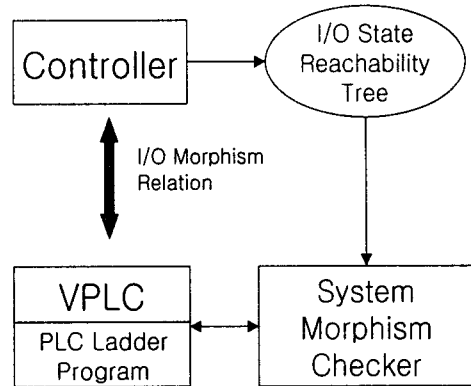 Controller
I/O State
Reachability
Tree
I/O Morphism
Relation
VPLC
PLC Ladder
Program
System
Morphism
Checker